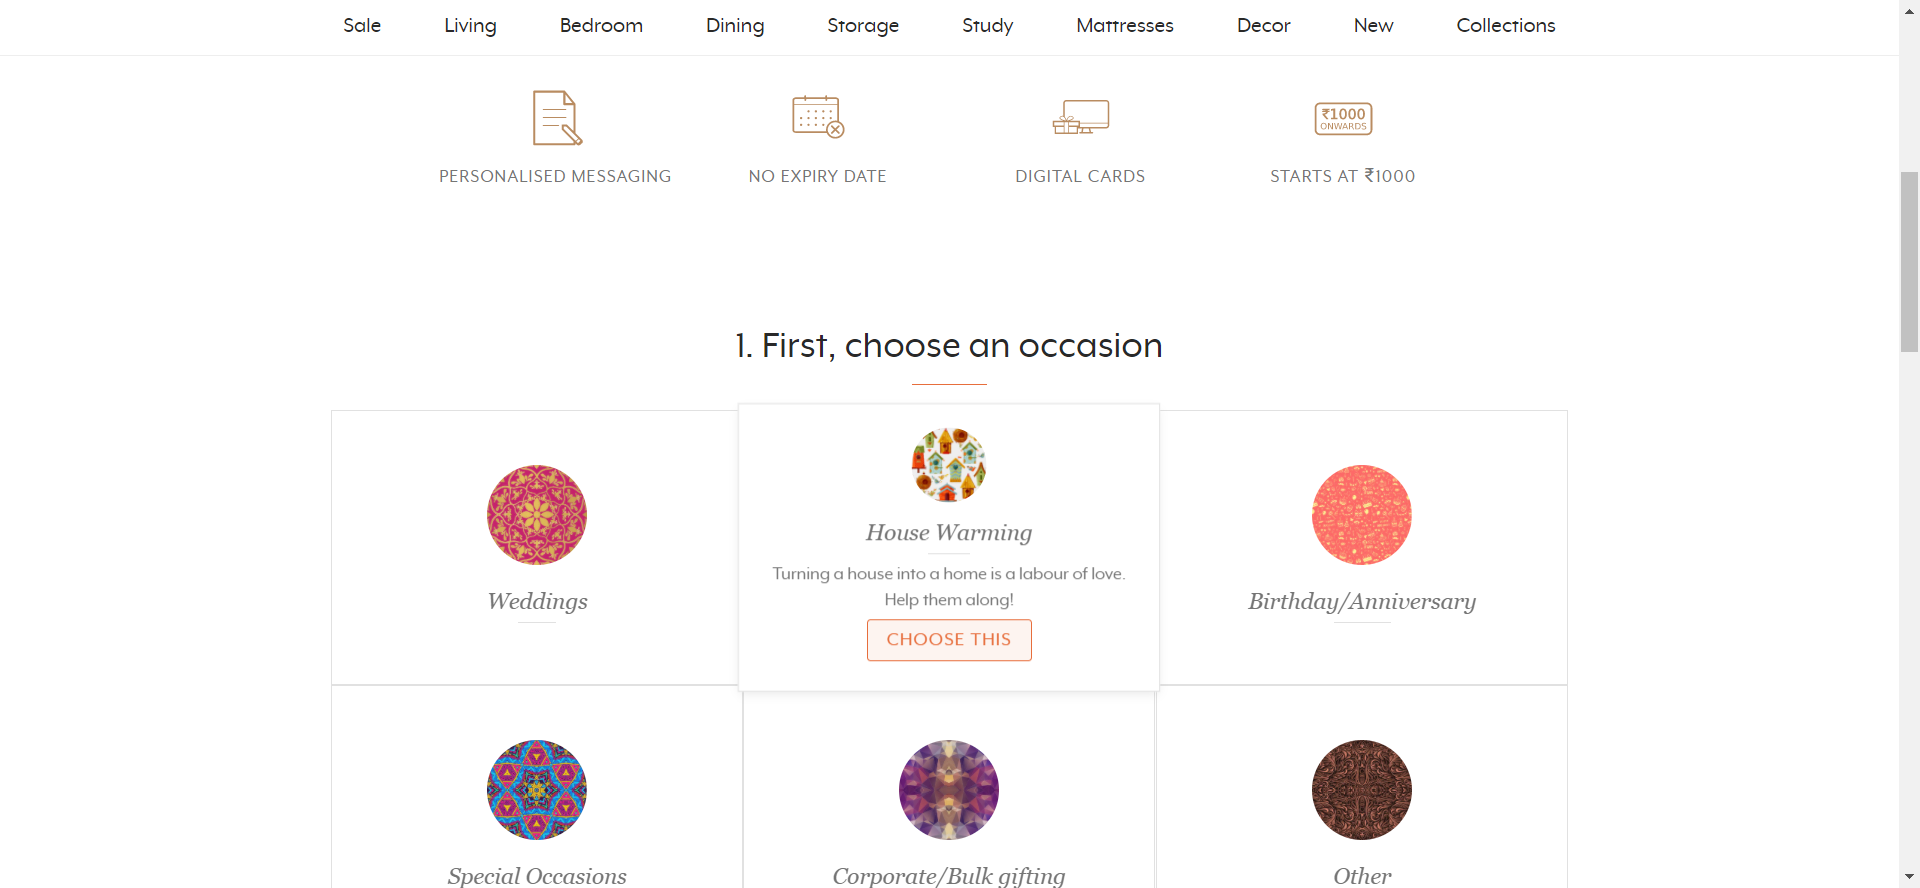 Sale Living Bedroom Dining Storage Study Mattresses Decor New Collections
₹1000
ONWARDS
PERSONALISED MESSAGING NO EXPIRY DATE DIGITAL CARDS STARTS AT ₹1000
1. First, choose an occasion
Weddings
House Warming
Turning a house into a home is a labour of love.
Help them along!
CHOOSE THIS
Birthday/Anniversary
Special Occasions
Corporate/Bulk gifting
Other